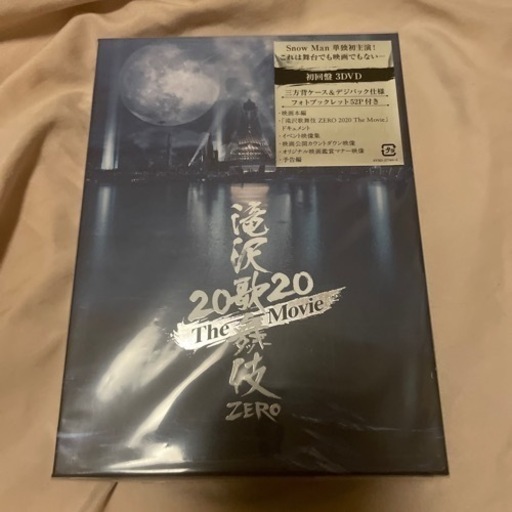 Snow Man 単独初主演！
これは舞台でも映画でもない…
初回盤 3DVD
三方背ケース＆デジパック仕様
フォトブックレット52P付き
・映画本編
・「滝沢歌舞伎 ZERO 2020 The Movie」
ドキュメント
・イベント映像集
・映画公開カウントダウン映像
・オリジナル映画鑑賞マナー映像
・予告編
滝沢歌舞伎
2020
The Movie
ZERO